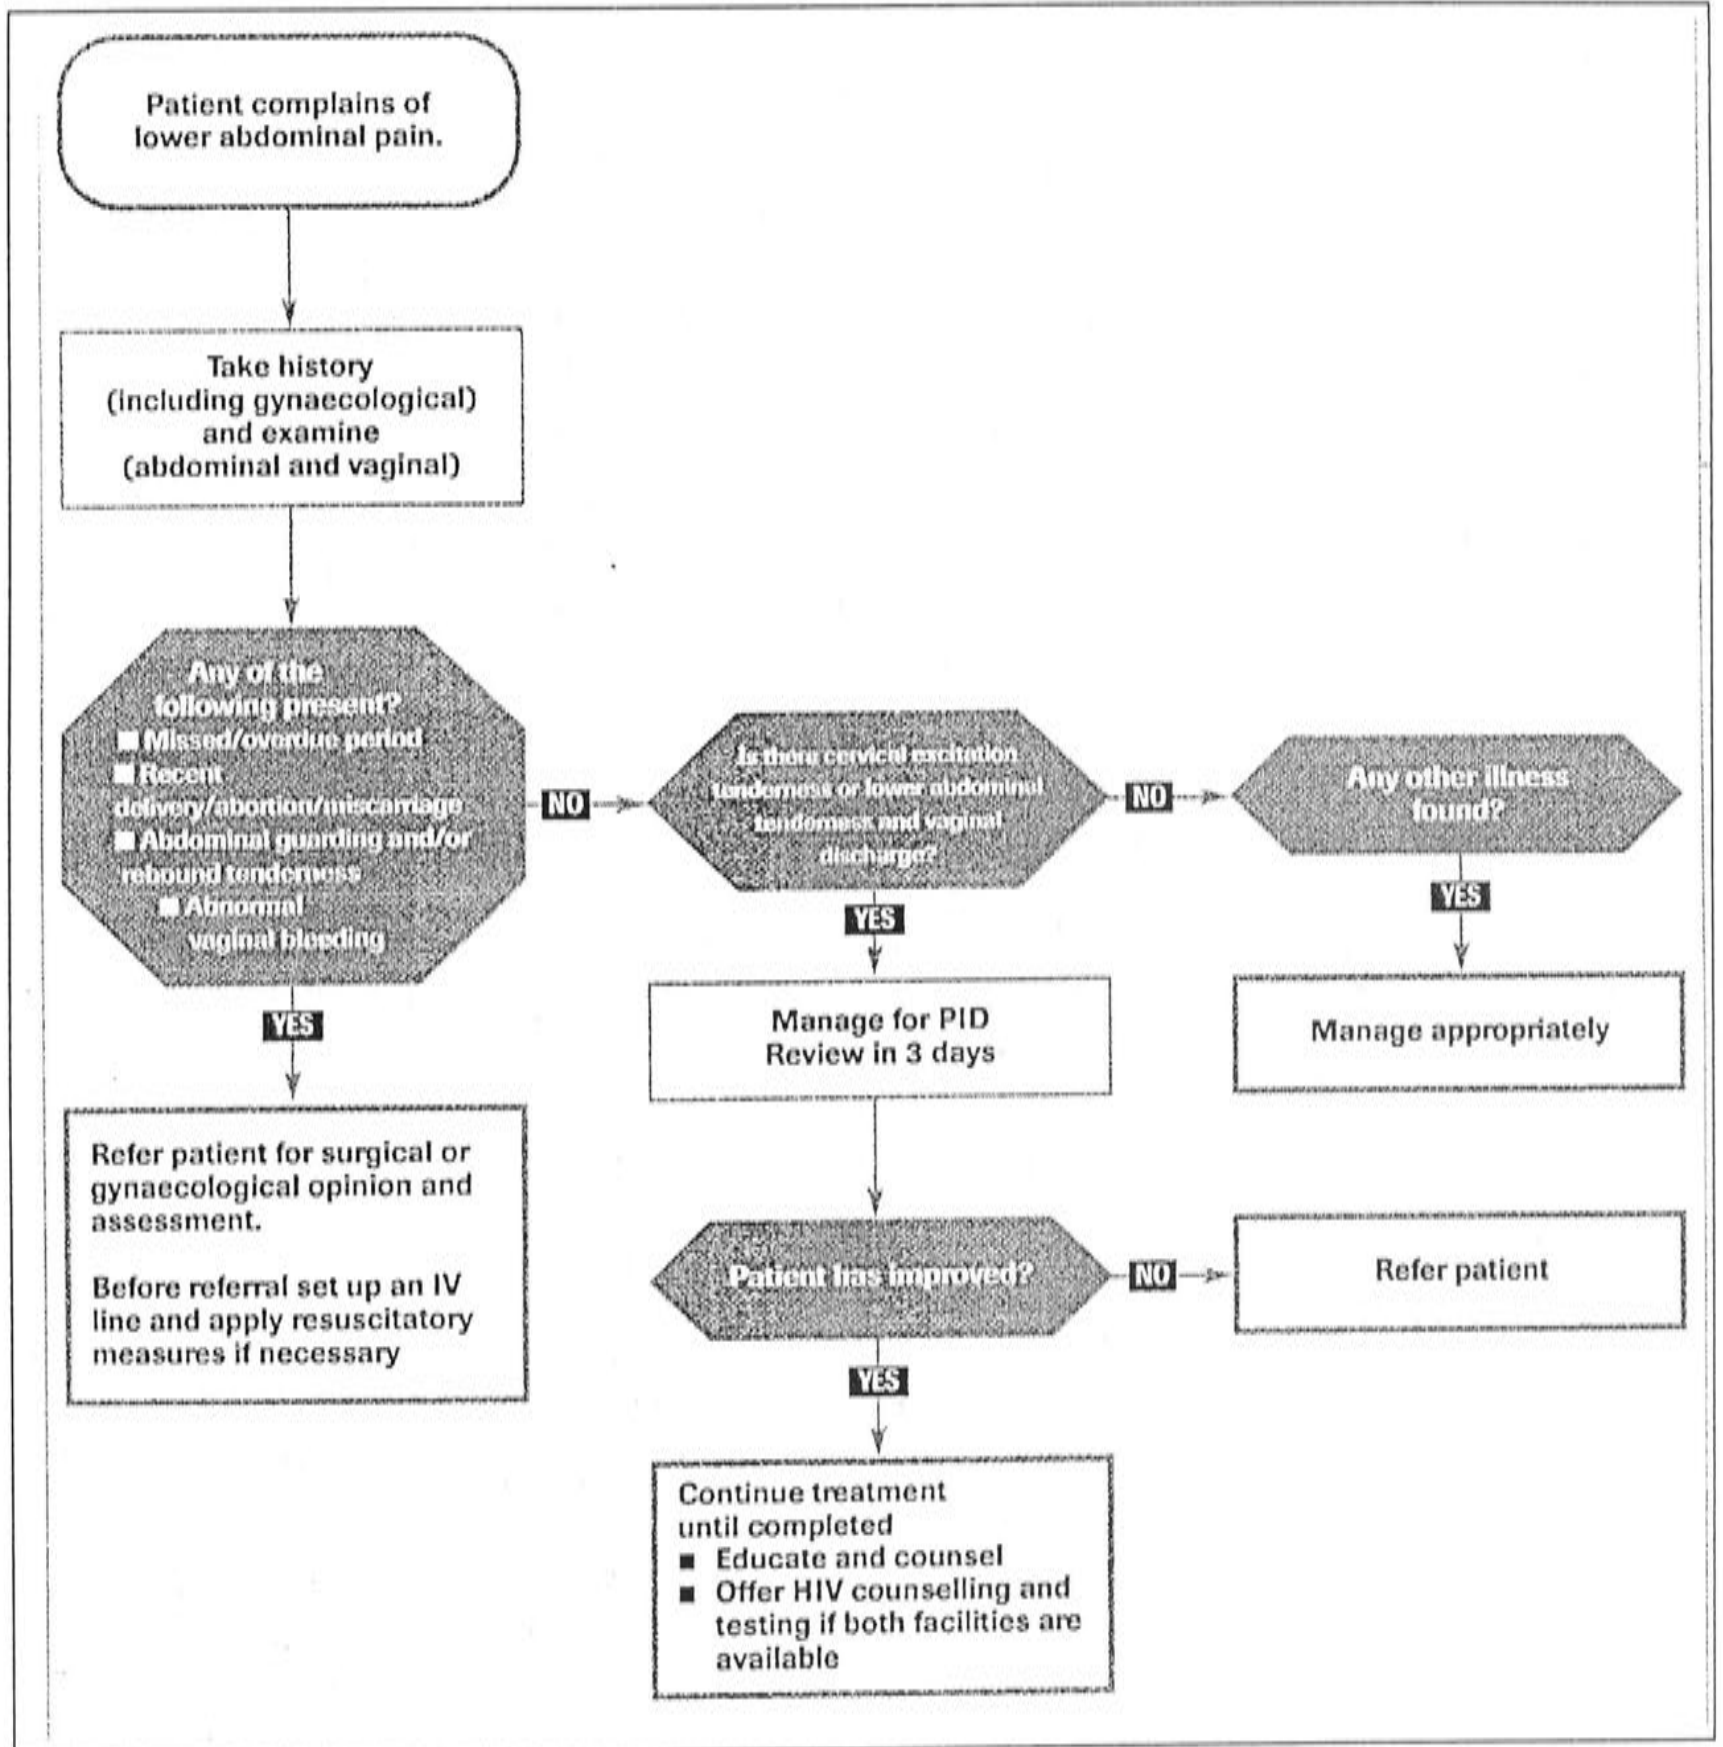 Patient complains of
lower abdominal pain.
Take history
(including gynaecological)
and examine
(abdominal and vaginal)
Any of the
following present?
■ Missed/overdue period
■ Recent
delivery/abortion/miscarriage
■ Abdominal guarding and/or
rebound tenderness
■ Abnormal
vaginal bleeding
NO
Is there cervical excitation
tenderness or lower abdominal
tenderness and vaginal
discharge?
NO
Any other illness
found?
YES
YES
YES
Manage for PID
Review in 3 days
Manage appropriately
Refer patient for surgical or
gynaecological opinion and
assessment.
Before referral set up an IV
line and apply resuscitatory
measures if necessary
Patient has improved?
NO
Refer patient
YES
Continue treatment
until completed
■ Educate and counsel
■ Offer HIV counselling and
testing if both facilities are
available